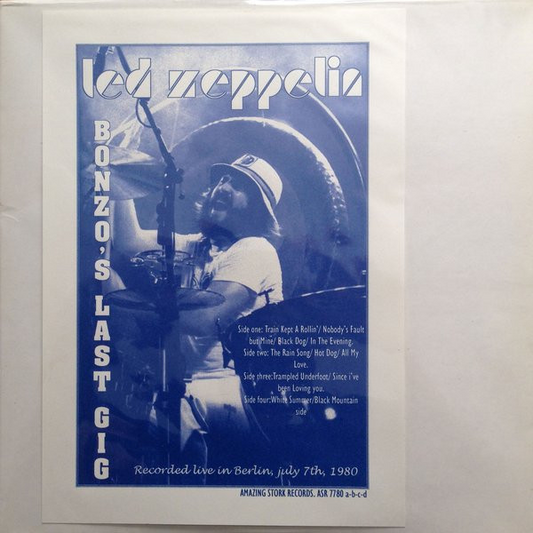 led zeppelin
BONZO'S LAST GIG
Side one: Train Kept A Rollin'/ Nobody's Fault
but Mine/ Black Dog/ In The Evening.
Side two: The Rain Song/ Hot Dog/ All My
Love.
Side three:Trampled Underfoot/ Since i've
been Loving you.
Side four:White Summer/Black Mountain
side
Recorded live in Berlin, july 7th, 1980
AMAZING STORK RECORDS. ASR 7780 a-b-c-d